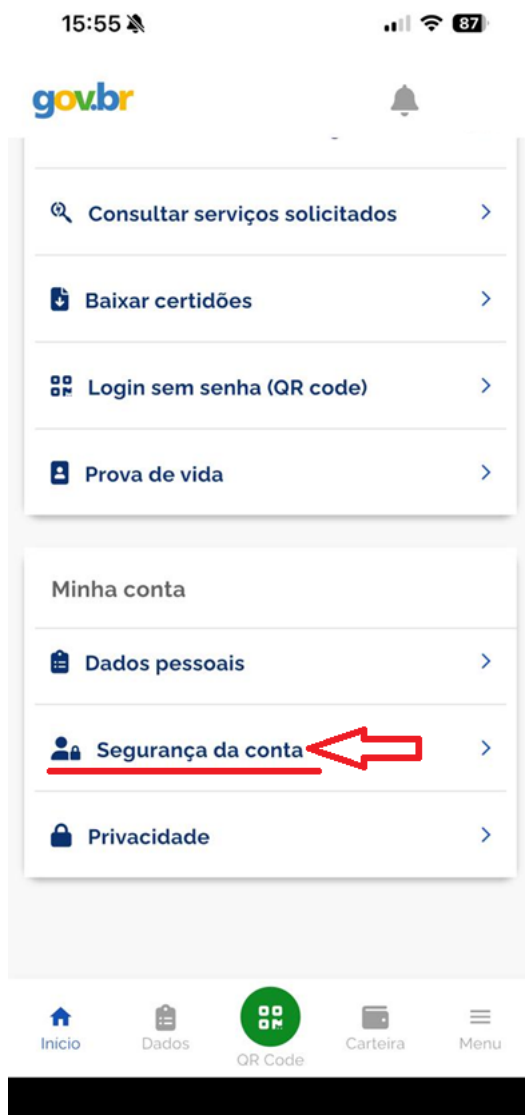 15:55
87
gov.br
Consultar serviços solicitados
Baixar certidões
Login sem senha (QR code)
Prova de vida
Minha conta
Dados pessoais
Segurança da conta
Privacidade
Início
Dados
QR Code
Carteira
Menu